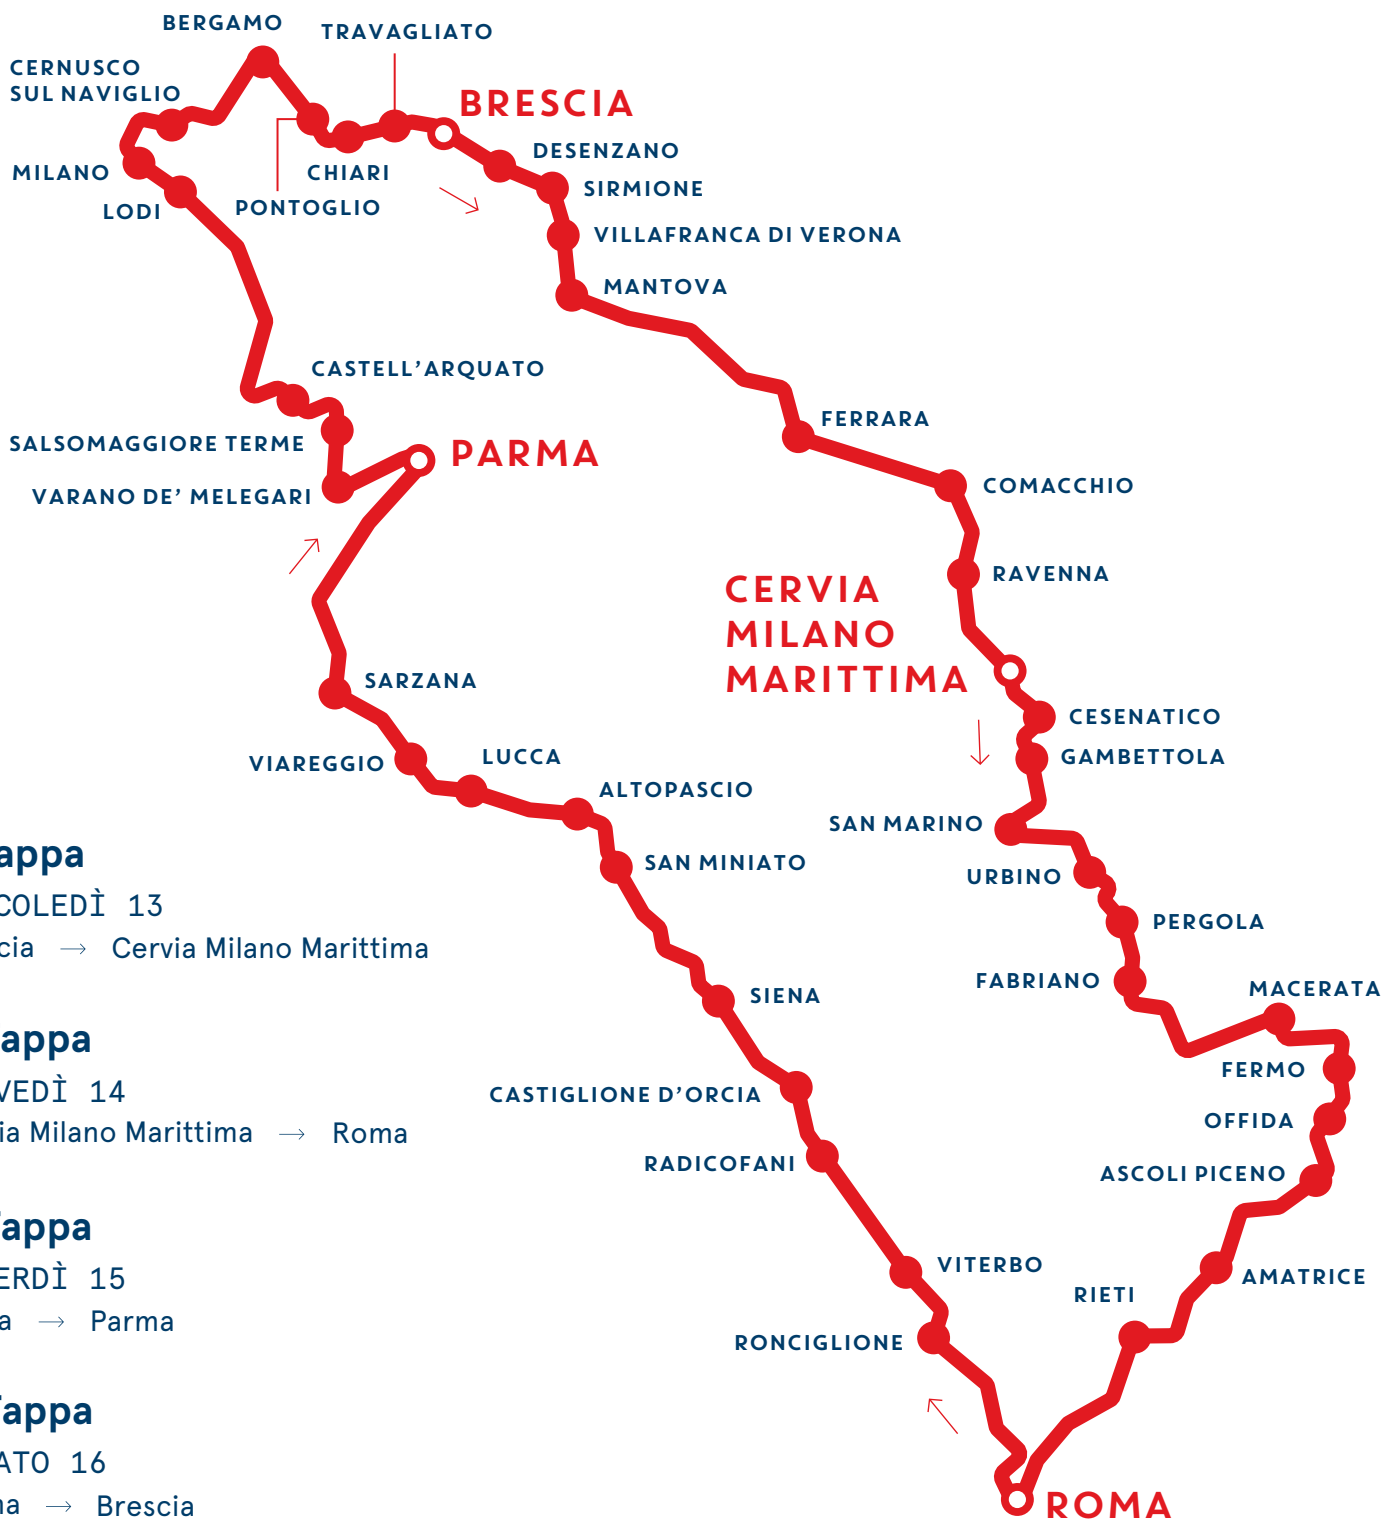 BERGAMO
TRAVAGLIATO
CERNUSCO
SUL NAVIGLIO
BRESCIA
DESENZANO
MILANO
CHIARI
SIRMIONE
LODI
PONTOGLIO
VILLAFRANCA DI VERONA
MANTOVA
CASTELL'ARQUATO
FERRARA
SALSOMAGGIORE TERME
PARMA
VARANO DE' MELEGARI
COMACCHIO
RAVENNA
CERVIA
MILANO
MARITTIMA
SARZANA
CESENATICO
VIAREGGIO
LUCCA
GAMBETTOLA
ALTOPASCIO
SAN MARINO
SAN MINIATO
URBINO
PERGOLA
FABRIANO
MACERATA
SIENA
FERMO
CASTIGLIONE D'ORCIA
OFFIDA
RADICOFANI
ASCOLI PICENO
VITERBO
AMATRICE
RIETI
RONCIGLIONE
ROMA
appa
COLEDÌ 13
cia → Cervia Milano Marittima
appa
VEDÌ 14
ia Milano Marittima → Roma
appa
ERDÌ 15
a → Parma
appa
ATO 16
na → Brescia